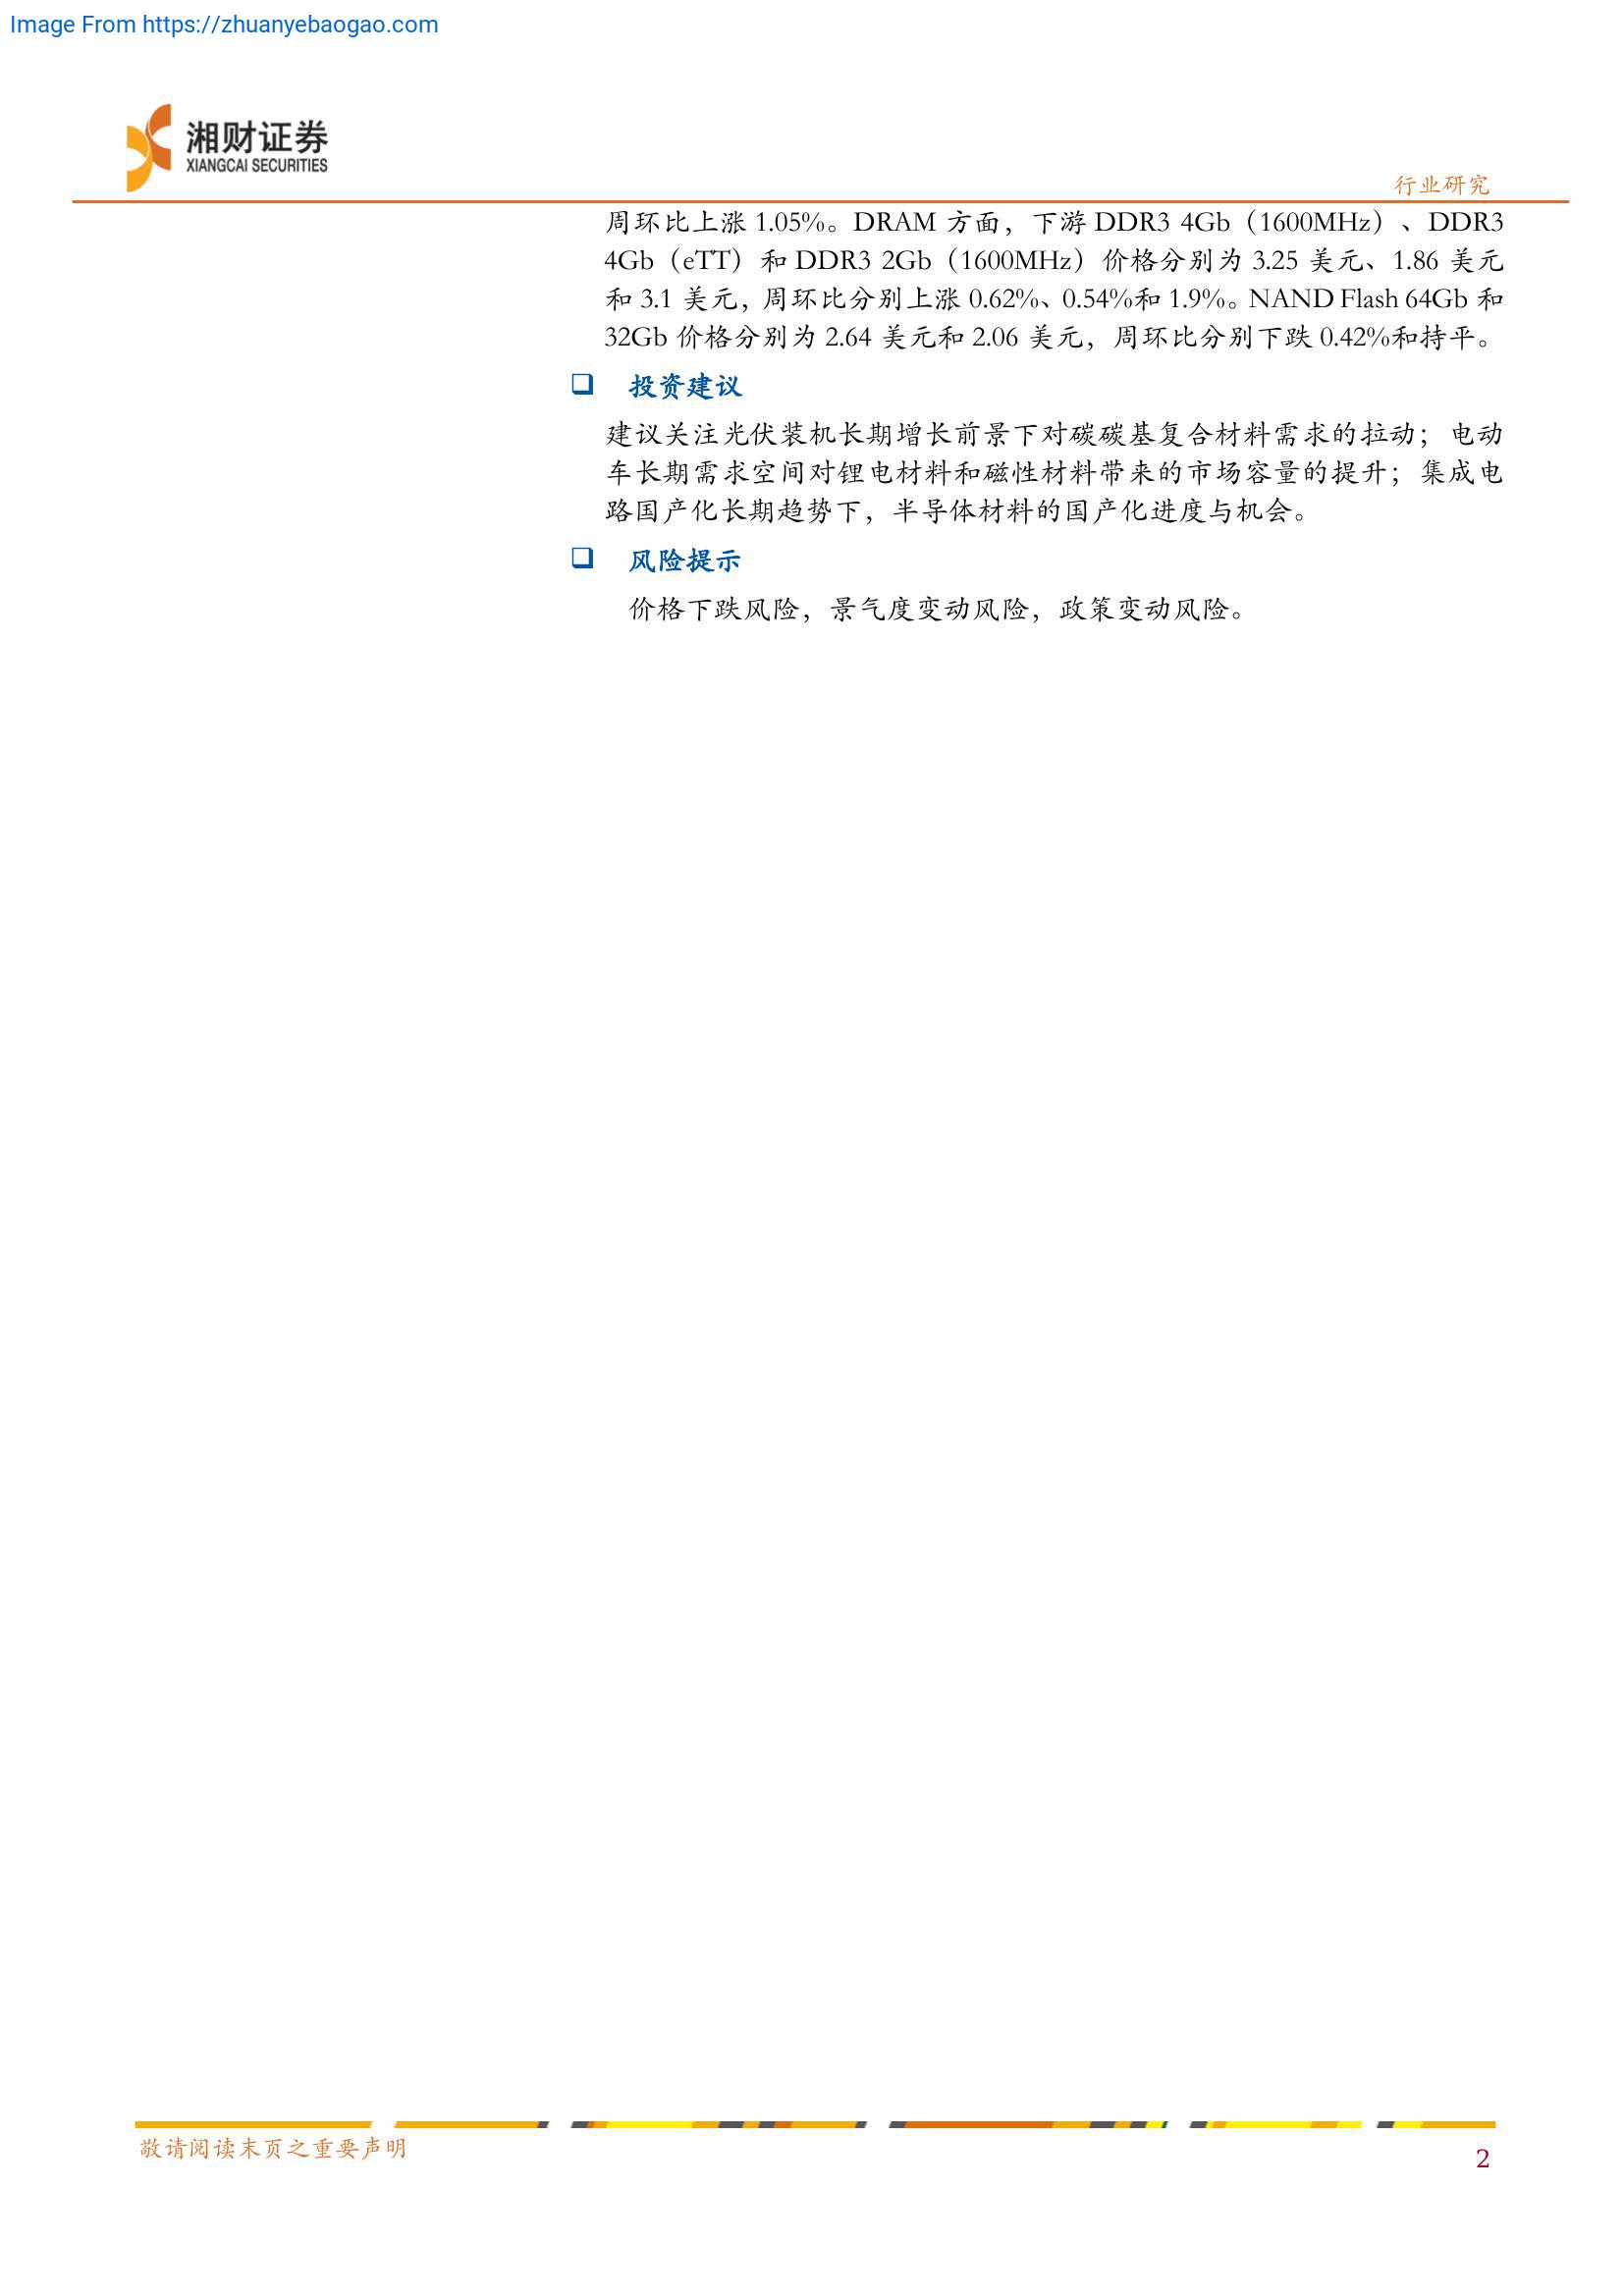 Image From https://zhuanyebaogao.com
湘财证券
XIANGCAI SECURITIES
行业研究
周环比上涨 1.05%。DRAM 方面，下游 DDR3 4Gb（1600MHz）、DDR3
4Gb（eTT）和 DDR3 2Gb（1600MHz）价格分别为 3.25 美元、1.86 美元
和 3.1 美元，周环比分别上涨 0.62%、0.54%和 1.9%。NAND Flash 64Gb 和
32Gb 价格分别为 2.64 美元和 2.06 美元，周环比分别下跌 0.42%和持平。
❑ 投资建议
建议关注光伏装机长期增长前景下对碳碳基复合材料需求的拉动；电动
车长期需求空间对锂电材料和磁性材料带来的市场容量的提升；集成电
路国产化长期趋势下，半导体材料的国产化进度与机会。
❑ 风险提示
价格下跌风险，景气度变动风险，政策变动风险。
敬请阅读末页之重要声明
2